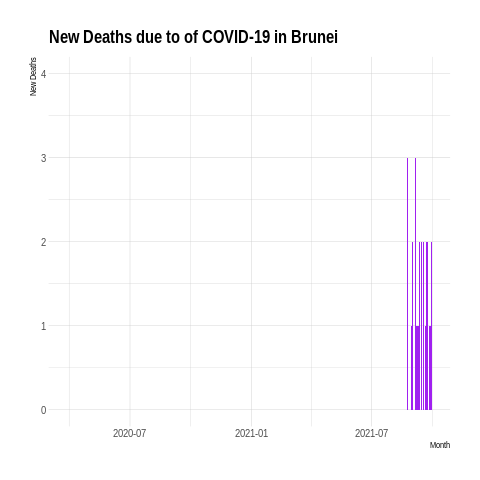 New Deaths due to of COVID-19 in Brunei
New Deaths
4
3
2
1
0
2020-07
2021-01
2021-07
Month